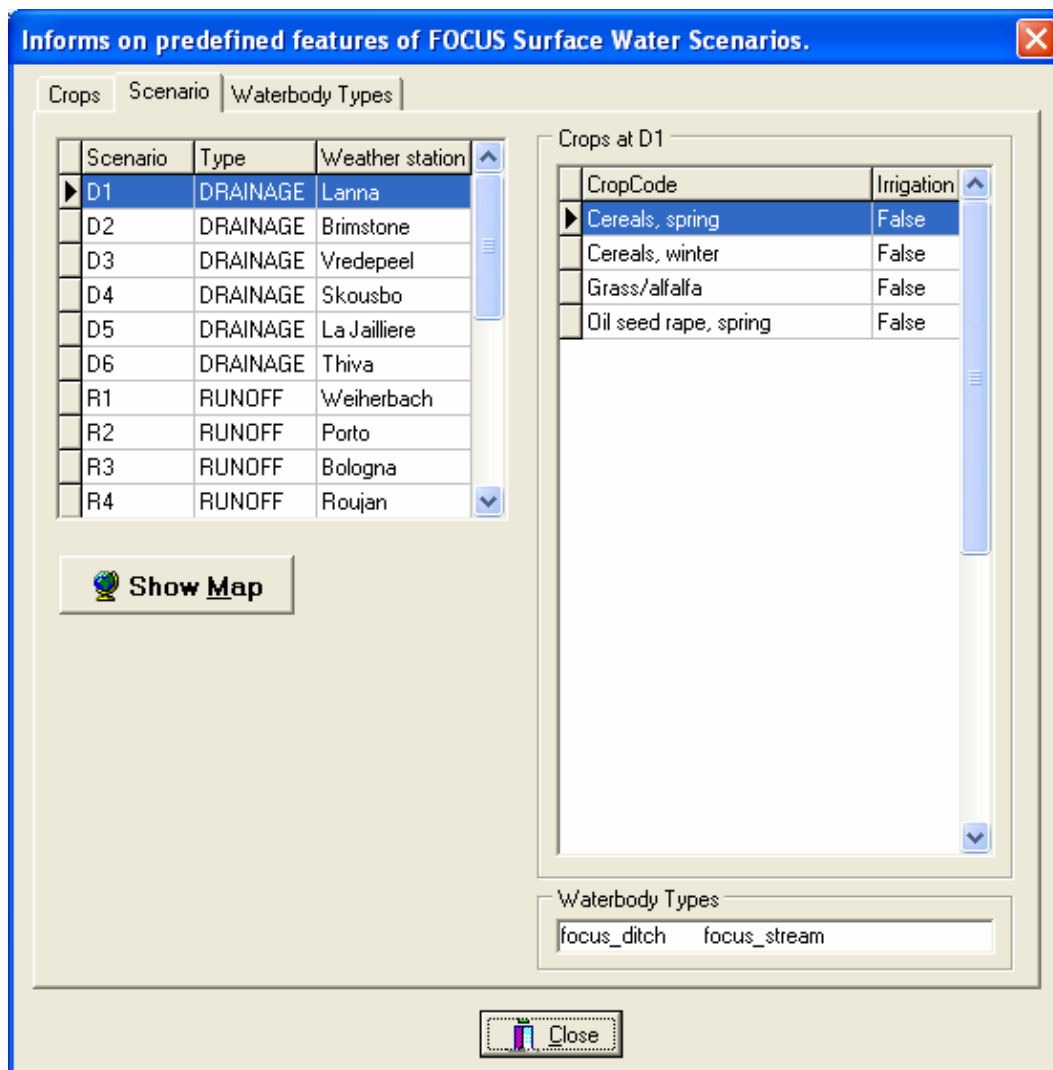 Informs on predefined features of FOCUS Surface Water Scenarios.
Crops Scenario Waterbody Types
Scenario Type Weather station
D1 DRAINAGE Lanna
D2 DRAINAGE Brimstone
D3 DRAINAGE Vredepeel
D4 DRAINAGE Skousbo
D5 DRAINAGE La Jailliere
D6 DRAINAGE Thiva
R1 RUNOFF Weiherbach
R2 RUNOFF Porto
R3 RUNOFF Bologna
R4 RUNOFF Roujan
Show Map
Crops at D1
CropCode Irrigation
Cereals, spring False
Cereals, winter False
Grass/alfalfa False
Oil seed rape, spring False
Waterbody Types
focus_ditch focus_stream
Close